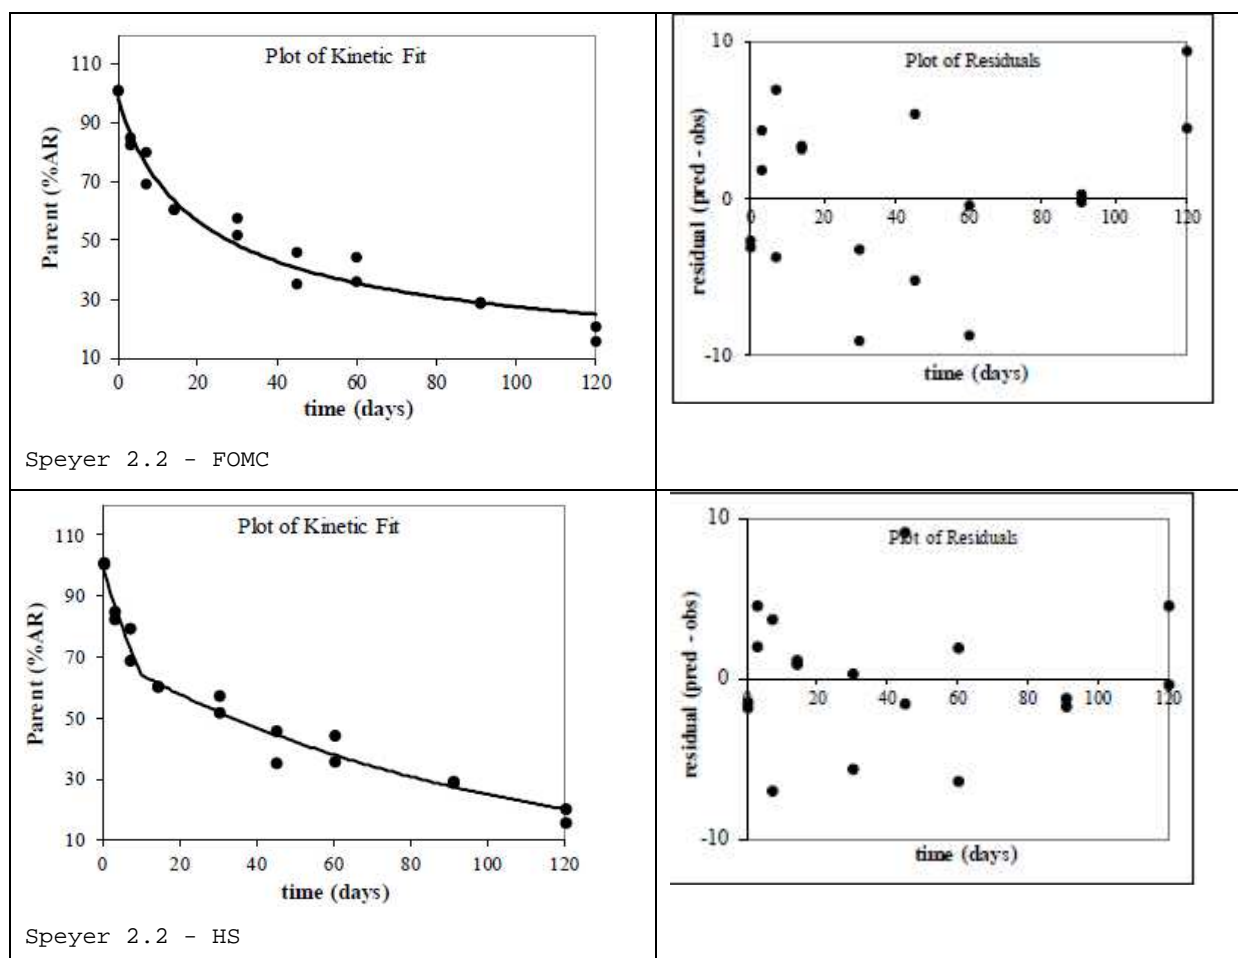 Plot of Kinetic Fit
110
90
70
50
30
10
Parent (%AR)
0 20 40 60 80 100 120
time (days)
Speyer 2.2 - FOMC
Plot of Residuals
10
0
-10
residual (pred - obs)
0 20 40 60 80 100 120
time (days)
Plot of Kinetic Fit
110
90
70
50
30
10
Parent (%AR)
0 20 40 60 80 100 120
time (days)
Speyer 2.2 - HS
Plot of Residuals
10
0
-10
residual (pred - obs)
0 20 40 60 80 100 120
time (days)